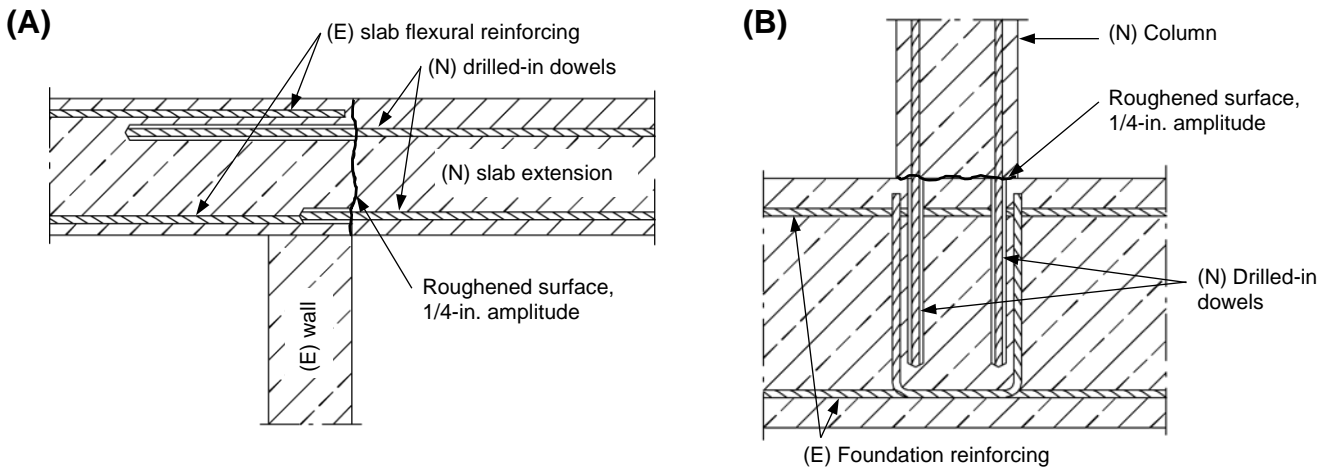 (A)
(E) slab flexural reinforcing
(N) drilled-in dowels
(N) slab extension
Roughened surface,
1/4-in. amplitude
(E) wall
(B)
(N) Column
Roughened surface,
1/4-in. amplitude
(N) Drilled-in
dowels
(E) Foundation reinforcing